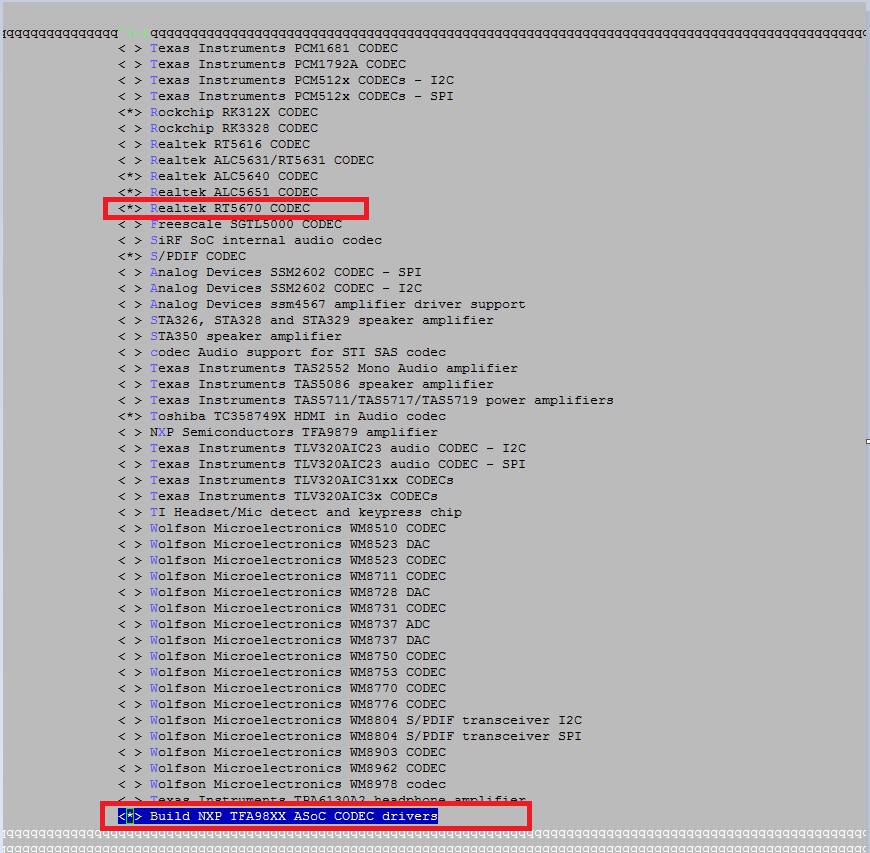 < > Texas Instruments PCM1681 CODEC
< > Texas Instruments PCM1792A CODEC
< > Texas Instruments PCM512x CODECs - I2C
< > Texas Instruments PCM512x CODECs - SPI
<*> Rockchip RK312X CODEC
< > Rockchip RK3328 CODEC
< > Realtek RT5616 CODEC
< > Realtek ALC5631/RT5631 CODEC
<*> Realtek ALC5640 CODEC
<*> Realtek ALC5651 CODEC
<*> Realtek RT5670 CODEC
< > Freescale SGTL5000 CODEC
< > SiRF SoC internal audio codec
<*> S/PDIF CODEC
< > Analog Devices SSM2602 CODEC - SPI
< > Analog Devices SSM2602 CODEC - I2C
< > Analog Devices ssm4567 amplifier driver support
< > STA326, STA328 and STA329 speaker amplifier
< > STA350 speaker amplifier
< > codec Audio support for STI SAS codec
< > Texas Instruments TAS2552 Mono Audio amplifier
< > Texas Instruments TAS5086 speaker amplifier
< > Texas Instruments TAS5711/TAS5717/TAS5719 power amplifiers
<*> Toshiba TC358749X HDMI in Audio codec
< > NXP Semiconductors TFA9879 amplifier
< > Texas Instruments TLV320AIC23 audio CODEC - I2C
< > Texas Instruments TLV320AIC23 audio CODEC - SPI
< > Texas Instruments TLV320AIC31xx CODECs
< > Texas Instruments TLV320AIC3x CODECs
< > TI Headset/Mic detect and keypress chip
< > Wolfson Microelectronics WM8510 CODEC
< > Wolfson Microelectronics WM8523 DAC
< > Wolfson Microelectronics WM8523 CODEC
< > Wolfson Microelectronics WM8711 CODEC
< > Wolfson Microelectronics WM8728 DAC
< > Wolfson Microelectronics WM8731 CODEC
< > Wolfson Microelectronics WM8737 ADC
< > Wolfson Microelectronics WM8737 DAC
< > Wolfson Microelectronics WM8750 CODEC
< > Wolfson Microelectronics WM8753 CODEC
< > Wolfson Microelectronics WM8770 CODEC
< > Wolfson Microelectronics WM8776 CODEC
< > Wolfson Microelectronics WM8804 S/PDIF transceiver I2C
< > Wolfson Microelectronics WM8804 S/PDIF transceiver SPI
< > Wolfson Microelectronics WM8903 CODEC
< > Wolfson Microelectronics WM8962 CODEC
< > Wolfson Microelectronics WM8978 codec
< > Texas Instruments TPA6130A2 headphone amplifier
<*> Build NXP TFA98XX ASoC CODEC drivers